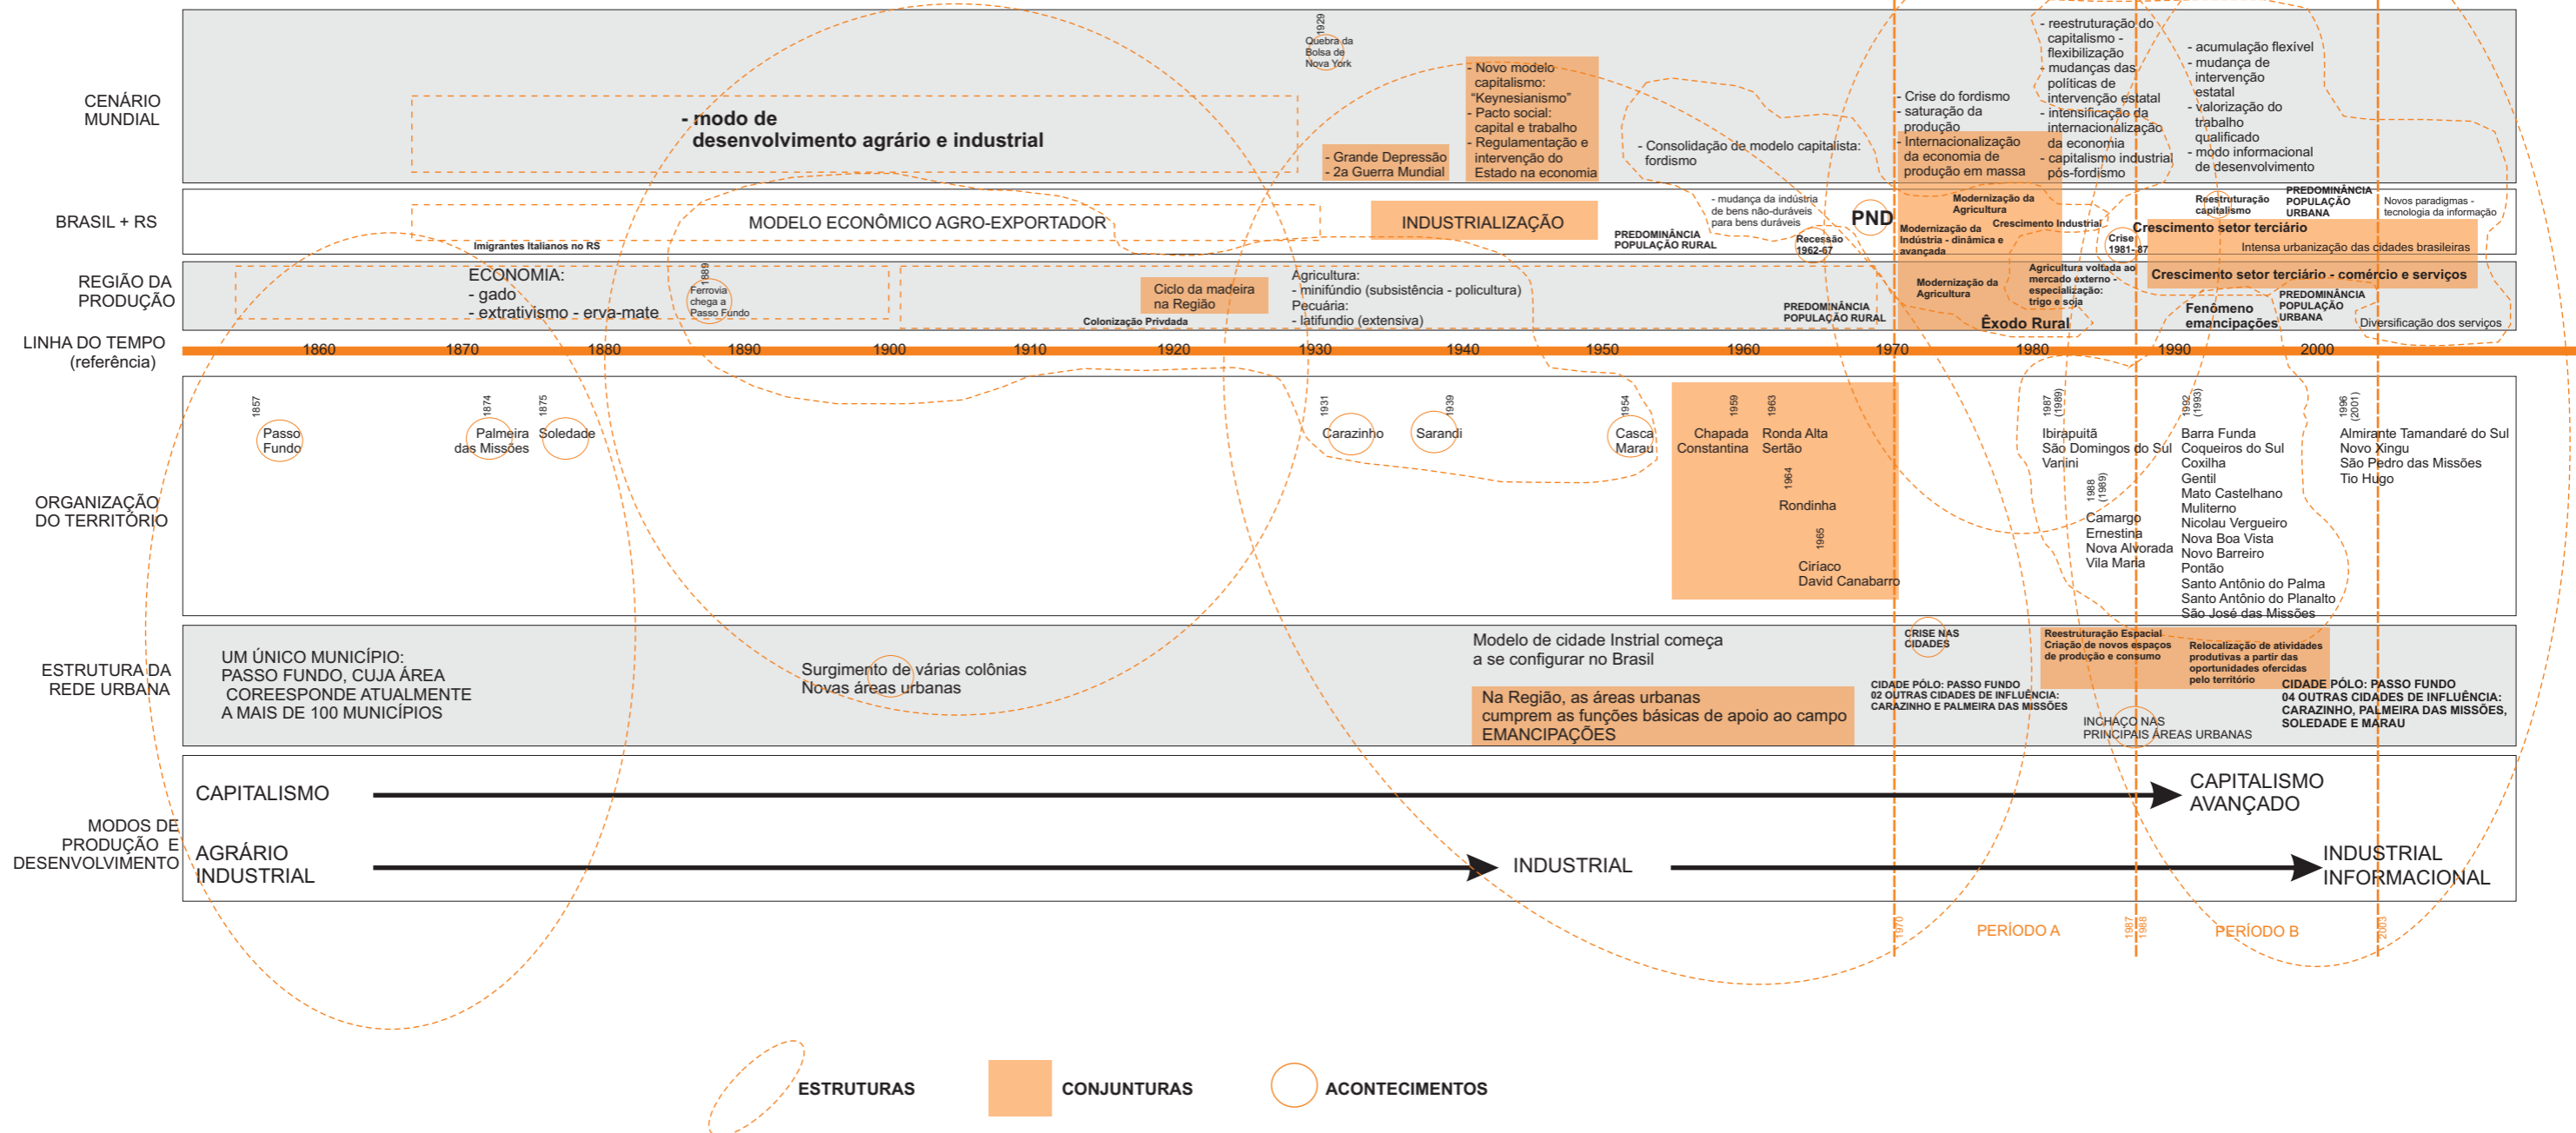 CENÁRIO
MUNDIAL
- modo de
desenvolvimento agrário e industrial
1929
Quebra da
Bolsa de
Nova York
- Grande Depressão
- 2a Guerra Mundial
- Novo modelo
capitalismo:
“Keynesianismo”
- Pacto social:
capital e trabalho
- Regulamentação e
intervenção do
Estado na economia
- Consolidação de modelo capitalista:
fordismo
- Crise do fordismo
- saturação da
produção
- Internacionalização
da economia de
produção em massa
- reestruturação do
capitalismo -
flexibilização
- mudanças das
políticas de
intervenção estatal
- intensificação da
internacionalização
da economia
- capitalismo industrial
pós-fordismo
- acumulação flexível
- mudança de
intervenção
estatal
- valorização do
trabalho
qualificado
- modo informacional
de desenvolvimento
BRASIL + RS
MODELO ECONÔMICO AGRO-EXPORTADOR
Imigrantes Italianos no RS
INDUSTRIALIZAÇÃO
PREDOMINÂNCIA
POPULAÇÃO RURAL
- mudança da indústria
de bens não-duráveis
para bens duráveis
Recessão
1962-67
PND
Modernização da
Agricultura
Crescimento Industrial
Modernização da
Indústria - dinâmica e
avançada
Crise
1981-87
Reestruturação
capitalismo
PREDOMINÂNCIA
POPULAÇÃO
URBANA
Novos paradigmas -
tecnologia da informação
Crescimento setor terciário
Intensa urbanização das cidades brasileiras
REGIÃO DA
PRODUÇÃO
ECONOMIA:
- gado
- extrativismo - erva-mate
1889
Ferrovia
chega a
Passo Fundo
Colonização Privdada
Ciclo da madeira
na Região
Agricultura:
- minifúndio (subsistência - policultura)
Pecuária:
- latifundio (extensiva)
PREDOMINÂNCIA
POPULAÇÃO RURAL
Modernização da
Agricultura
Êxodo Rural
Agricultura voltada ao
mercado externo -
especialização:
trigo e soja
Crescimento setor terciário - comércio e serviços
Fenômeno
emancipações
PREDOMINÂNCIA
POPULAÇÃO
URBANA
Diversificação dos serviços
LINHA DO TEMPO
(referência)
1860 1870 1880 1890 1900 1910 1920 1930 1940 1950 1960 1970 1980 1990 2000
ORGANIZAÇÃO
DO TERRITÓRIO
1857
Passo
Fundo
1874
Palmeira
das Missões
1875
Soledade
1931
Carazinho
1939
Sarandi
1954
Casca
Marau
1959
Chapada
Constantina
1963
Ronda Alta
Sertão
1964
Rondinha
1965
Ciríaco
David Canabarro
1987
(1989)
Ibirapuitã
São Domingos do Sul
Vanini
1988
(1989)
Camargo
Ernestina
Nova Alvorada
Vila Maria
1992
(1993)
Barra Funda
Coqueiros do Sul
Coxilha
Gentil
Mato Castelhano
Muliterno
Nicolau Vergueiro
Nova Boa Vista
Novo Barreiro
Pontão
Santo Antônio do Palma
Santo Antônio do Planalto
São José das Missões
1996
(2001)
Almirante Tamandaré do Sul
Novo Xingu
São Pedro das Missões
Tio Hugo
ESTRUTURA DA
REDE URBANA
UM ÚNICO MUNICÍPIO:
PASSO FUNDO, CUJA ÁREA
COREESPONDE ATUALMENTE
A MAIS DE 100 MUNICÍPIOS
Surgimento de várias colônias
Novas áreas urbanas
Modelo de cidade Instrial começa
a se configurar no Brasil
Na Região, as áreas urbanas
cumprem as funções básicas de apoio ao campo
EMANCIPAÇÕES
CRISE NAS
CIDADES
CIDADE PÓLO: PASSO FUNDO
02 OUTRAS CIDADES DE INFLUÊNCIA:
CARAZINHO E PALMEIRA DAS MISSÕES
Reestruturação Espacial
Criação de novos espaços
de produção e consumo
Relocalização de atividades
produtivas a partir das
oportunidades ofercidas
pelo território
INCHAÇO NAS
PRINCIPAIS ÁREAS URBANAS
CIDADE PÓLO: PASSO FUNDO
04 OUTRAS CIDADES DE INFLUÊNCIA:
CARAZINHO, PALMEIRA DAS MISSÕES,
SOLEDADE E MARAU
MODOS DE
PRODUÇÃO E
DESENVOLVIMENTO
CAPITALISMO
CAPITALISMO
AVANÇADO
AGRÁRIO
INDUSTRIAL
INDUSTRIAL
INDUSTRIAL
INFORMACIONAL
1970
PERÍODO A
1987
1988
PERÍODO B
2003
ESTRUTURAS
CONJUNTURAS
ACONTECIMENTOS